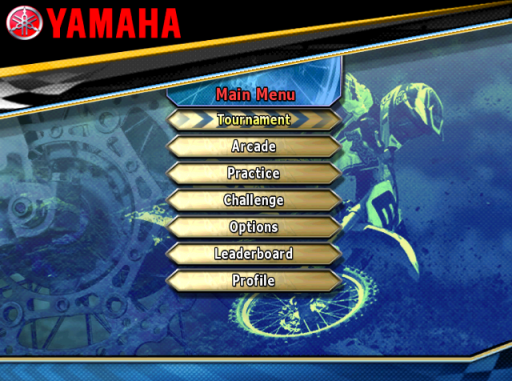 YAMAHA
Main Menu
Tournament
Arcade
Practice
Challenge
Options
Leaderboard
Profile